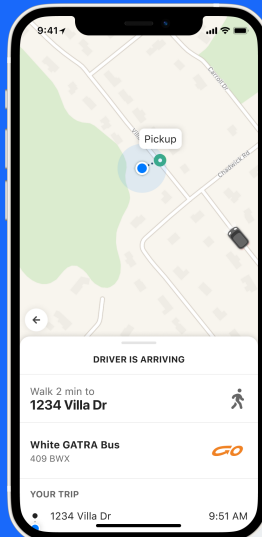 9:41
Carroll Dr
Pickup
Chadwick Rd
DRIVER IS ARRIVING
Walk 2 min to
1234 Villa Dr
White GATRA Bus
409 BWX
GO
YOUR TRIP
1234 Villa Dr
9:51 AM